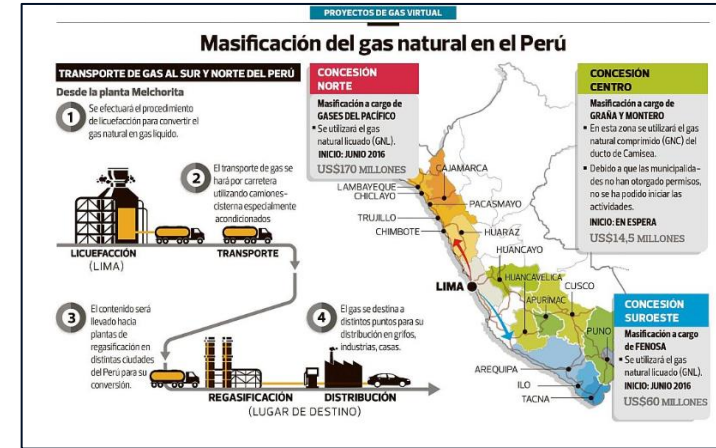 PROYECTOS DE GAS VIRTUAL
Masificación del gas natural en el Perú
TRANSPORTE DE GAS AL SUR Y NORTE DEL PERÚ
Desde la planta Melchorita
1
Se efectuará el procedimiento
de licuefacción para convertir el
gas natural en gas líquido.
2
El transporte de gas se
hará por carretera
utilizando camiones-
cisterna especialmente
acondicionados
LICUEFACCIÓN
(LIMA)
TRANSPORTE
3
El contenido será
llevado hacia
plantas de
regasificación en
distintas ciudades
del Perú para su
conversión.
4
El gas se destina a
distintos puntos para su
distribución en grifos,
industrias, casas.
REGASIFICACIÓN
DISTRIBUCIÓN
(LUGAR DE DESTINO)
CONCESIÓN
NORTE
Masificación a cargo de
GASES DEL PACÍFICO
Se utilizará el gas
natural licuado (GNL).
INICIO: JUNIO 2016
US$170 MILLONES
CAJAMARCA
LAMBAYEQUE
CHICLAYO
PACASMAYO
TRUJILLO
CHIMBOTE
HUARAZ
HUANCAYO
LIMA
HUANCAVELICA
CUSCO
APURIMAC
PUNO
AREQUIPA
ILO
TACNA
CONCESIÓN
CENTRO
Masificación a cargo de
GRAÑA Y MONTERO
En esta zona se utilizará el gas
natural comprimido (GNC) del
ducto de Camisea.
Debido a que las municipalida-
des no han otorgado permisos,
no se ha podido iniciar las
actividades.
INICIO: EN ESPERA
US$14,5 MILLONES
CONCESIÓN
SUROESTE
Masificación a cargo
de FENOSA
Se utilizará el gas
natural licuado (GNL).
INICIO: JUNIO 2016
US$60 MILLONES